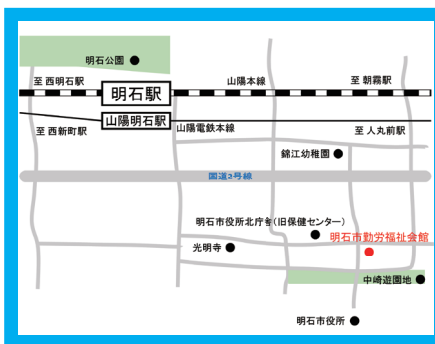 明石公園
至 西明石駅
山陽本線
至 朝霧駅
明石駅
山陽明石駅
至 西新町駅
山陽電鉄本線
至 人丸前駅
錦江幼稚園
国道2号線
明石市役所北庁舎(旧保健センター)
明石市勤労福祉会館
光明寺
中崎遊園地
明石市役所